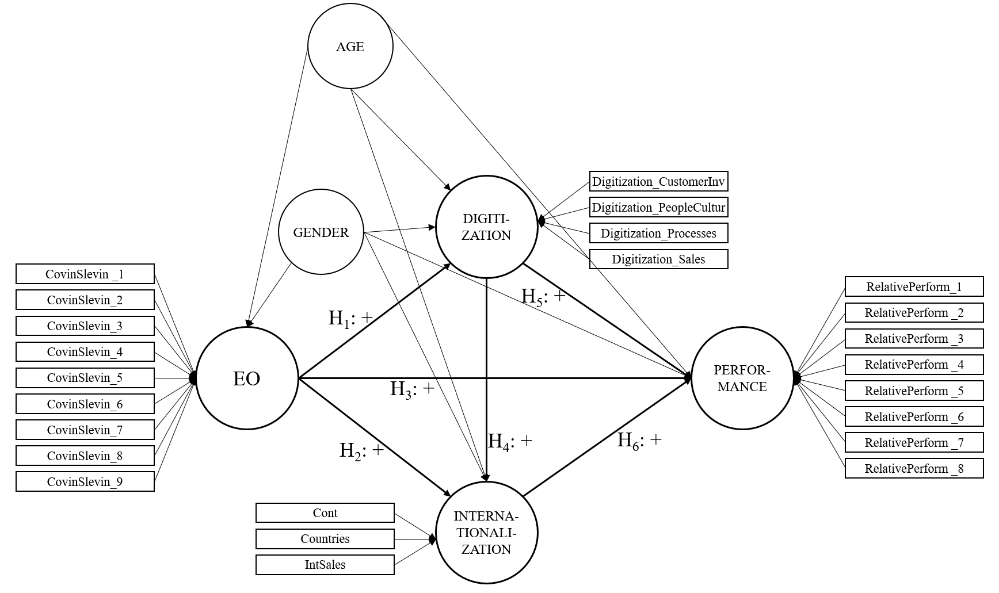 AGE
GENDER
DIGITI-
ZATION
Digitization_CustomerInv
Digitization_PeopleCultur
Digitization_Processes
Digitization_Sales
CovinSlevin _1
CovinSlevin_2
CovinSlevin_3
CovinSlevin_4
CovinSlevin_5
CovinSlevin_6
CovinSlevin_7
CovinSlevin_8
CovinSlevin_9
EO
H1: +
H2: +
H3: +
H4: +
H5: +
H6: +
PERFOR-
MANCE
RelativePerform_1
RelativePerform _2
RelativePerform _3
RelativePerform _4
RelativePerform _5
RelativePerform _6
RelativePerform _7
RelativePerform _8
Cont
Countries
IntSales
INTERNA-
TIONALI-
ZATION